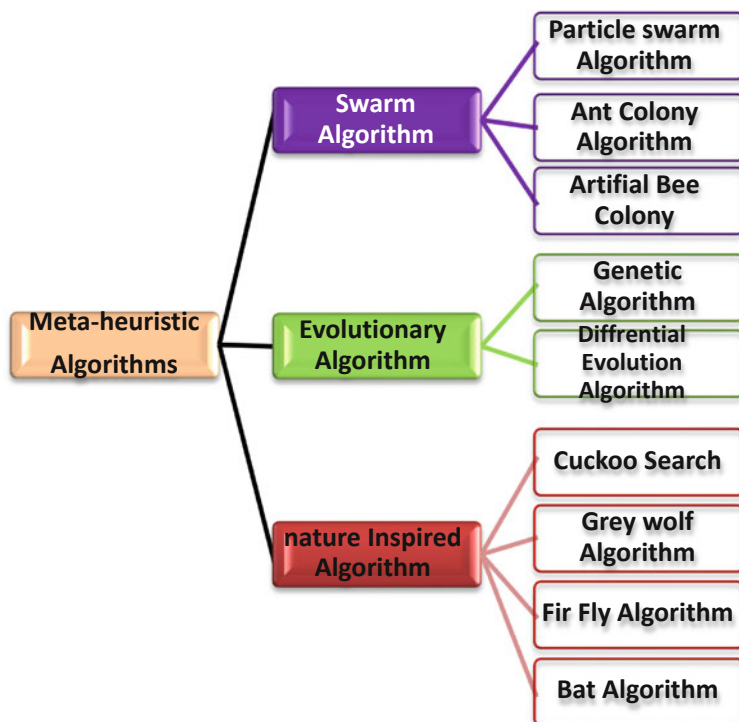 Particle swarm
Algorithm
Swarm
Algorithm
Ant Colony
Algorithm
Artifial Bee
Colony
Genetic
Algorithm
Meta-heuristic
Algorithms
Evolutionary
Algorithm
Diffrential
Evolution
Algorithm
Cuckoo Search
nature Inspired
Algorithm
Grey wolf
Algorithm
Fir Fly Algorithm
Bat Algorithm